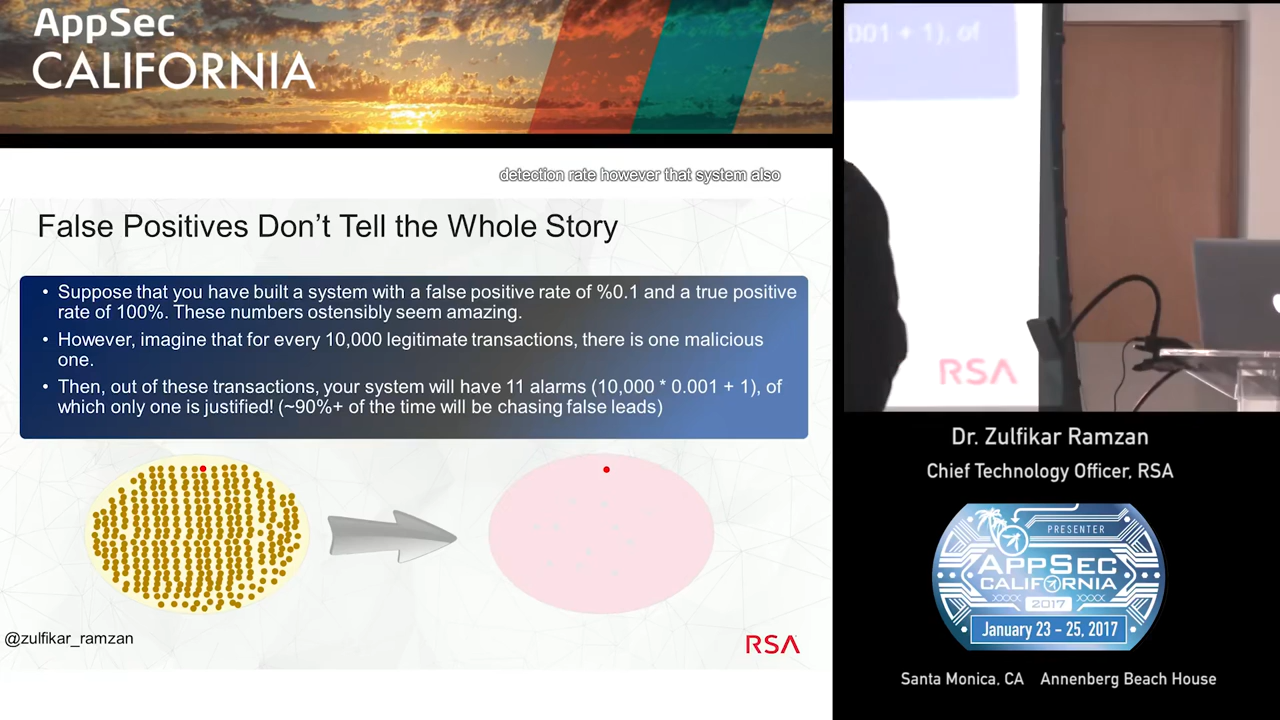 AppSec
CALIFORNIA
detection rate however that system also
False Positives Don't Tell the Whole Story
• Suppose that you have built a system with a false positive rate of %0.1 and a true positive
rate of 100%. These numbers ostensibly seem amazing.
• However, imagine that for every 10,000 legitimate transactions, there is one malicious
one.
• Then, out of these transactions, your system will have 11 alarms (10,000 * 0.001 + 1), of
which only one is justified! (~90%+ of the time will be chasing false leads)
@zulfikar_ramzan
RSA
001 + 1), of
RSA
Dr. Zulfikar Ramzan
Chief Technology Officer, RSA
PRESENTER
APPSEC
CALIFORNIA
2017
January 23 - 25, 2017
Santa Monica, CA Annenberg Beach House